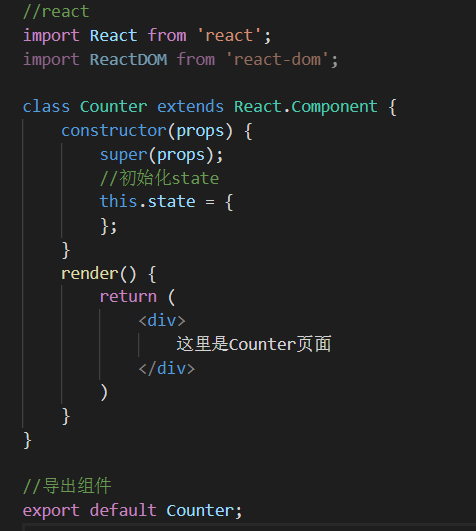 //react
import React from 'react';
import ReactDOM from 'react-dom';
class Counter extends React.Component {
constructor(props) {
super(props);
//初始化state
this.state = {
};
}
render() {
return (
<div>
这里是Counter页面
</div>
)
}
}
//导出组件
export default Counter;